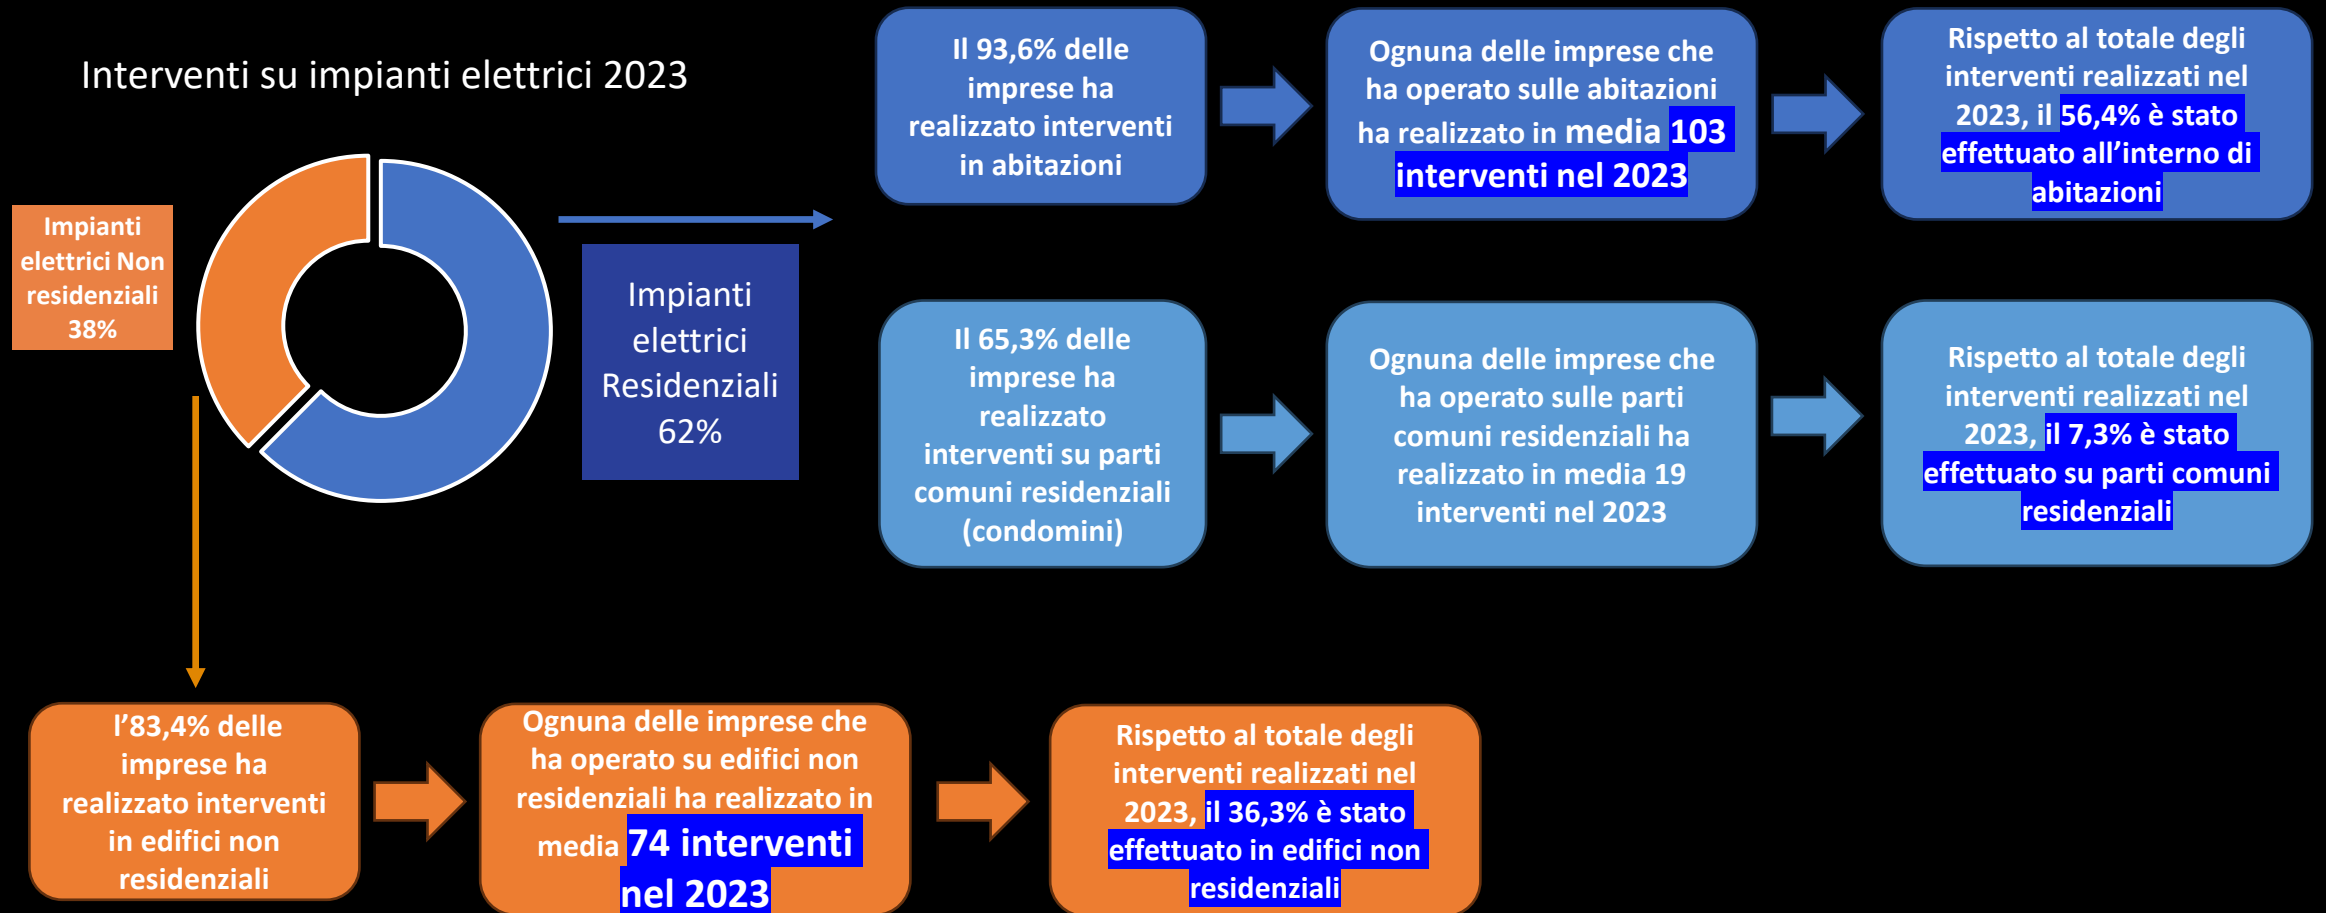 Interventi su impianti elettrici 2023
Impianti
elettrici Non
residenziali
38%
Impianti
elettrici
Residenziali
62%
Il 93,6% delle
imprese ha
realizzato interventi
in abitazioni
Ognuna delle imprese che
ha operato sulle abitazioni
ha realizzato in media 103
interventi nel 2023
Rispetto al totale degli
interventi realizzati nel
2023, il 56,4% è stato
effettuato all’interno di
abitazioni
Il 65,3% delle
imprese ha
realizzato
interventi su parti
comuni residenziali
(condomini)
Ognuna delle imprese che
ha operato sulle parti
comuni residenziali ha
realizzato in media 19
interventi nel 2023
Rispetto al totale degli
interventi realizzati nel
2023, il 7,3% è stato
effettuato su parti comuni
residenziali
l’83,4% delle
imprese ha
realizzato interventi
in edifici non
residenziali
Ognuna delle imprese che
ha operato su edifici non
residenziali ha realizzato in
media 74 interventi
nel 2023
Rispetto al totale degli
interventi realizzati nel
2023, il 36,3% è stato
effettuato in edifici non
residenziali